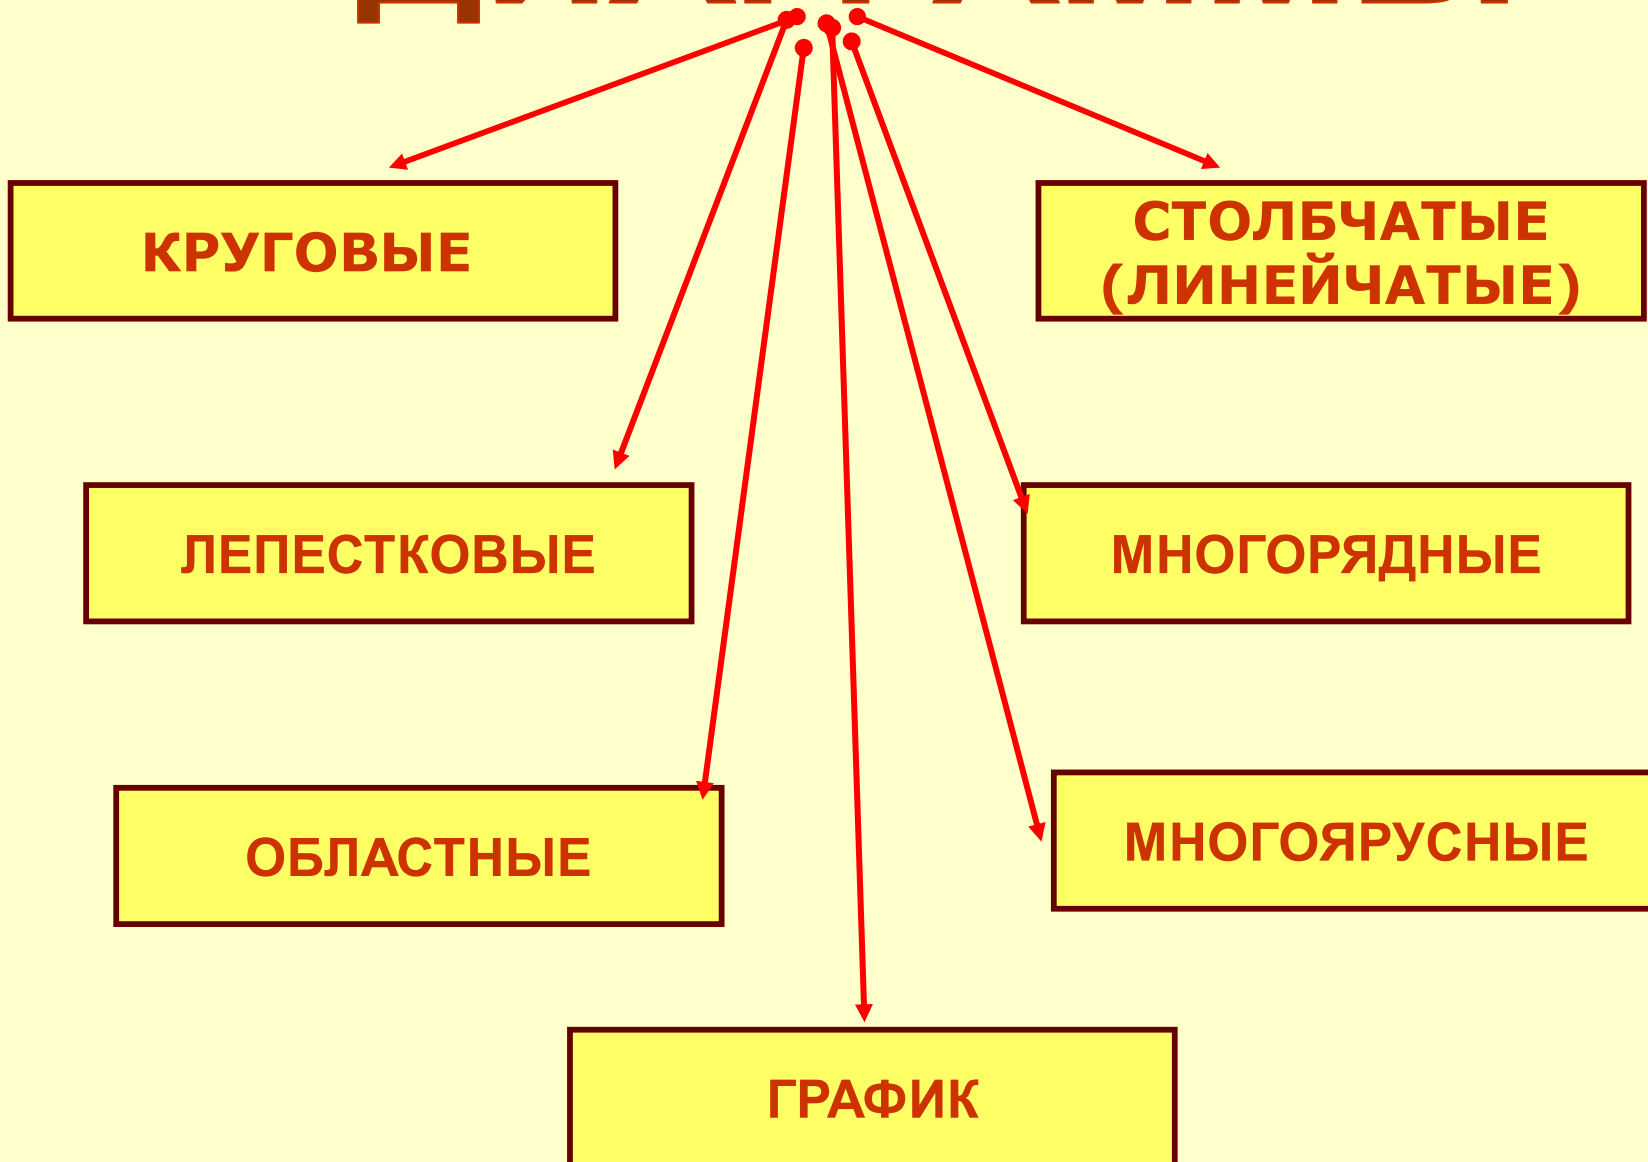 КРУГОВЫЕ
СТОЛБЧАТЫЕ
(ЛИНЕЙЧАТЫЕ)
ЛЕПЕСТКОВЫЕ
МНОГОРЯДНЫЕ
ОБЛАСТНЫЕ
МНОГОЯРУСНЫЕ
ГРАФИК